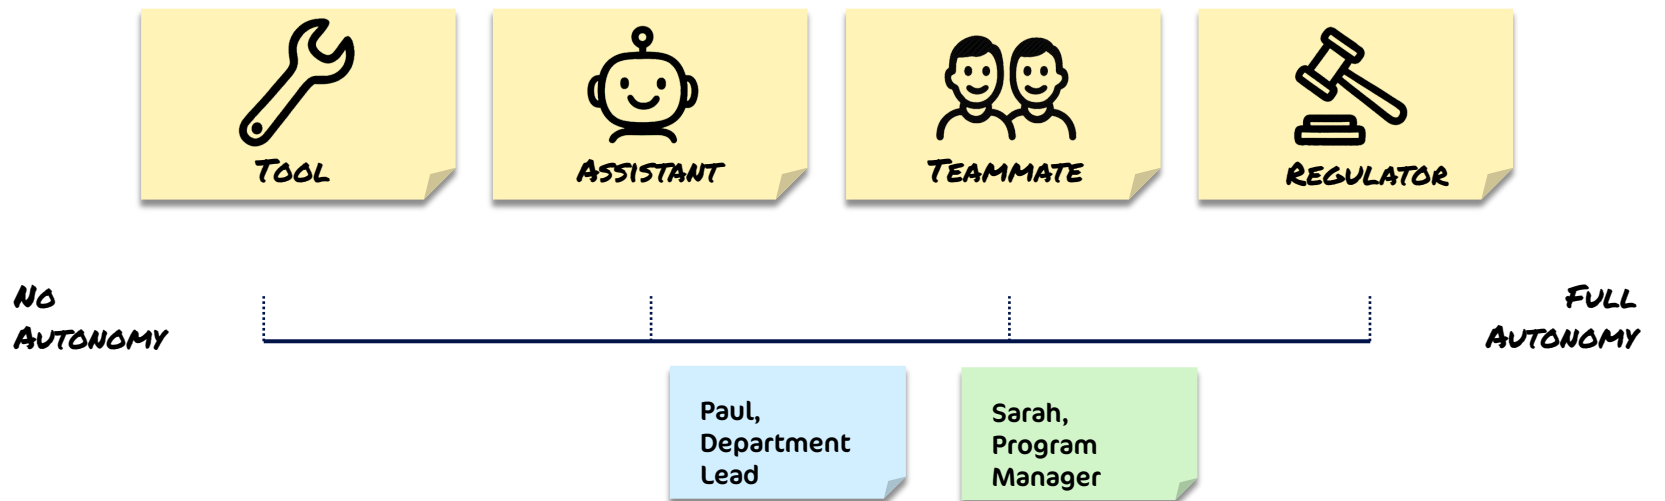 Tool
Assistant
Teammate
Regulator
No
Autonomy
Full
Autonomy
Paul,
Department
Lead
Sarah,
Program
Manager